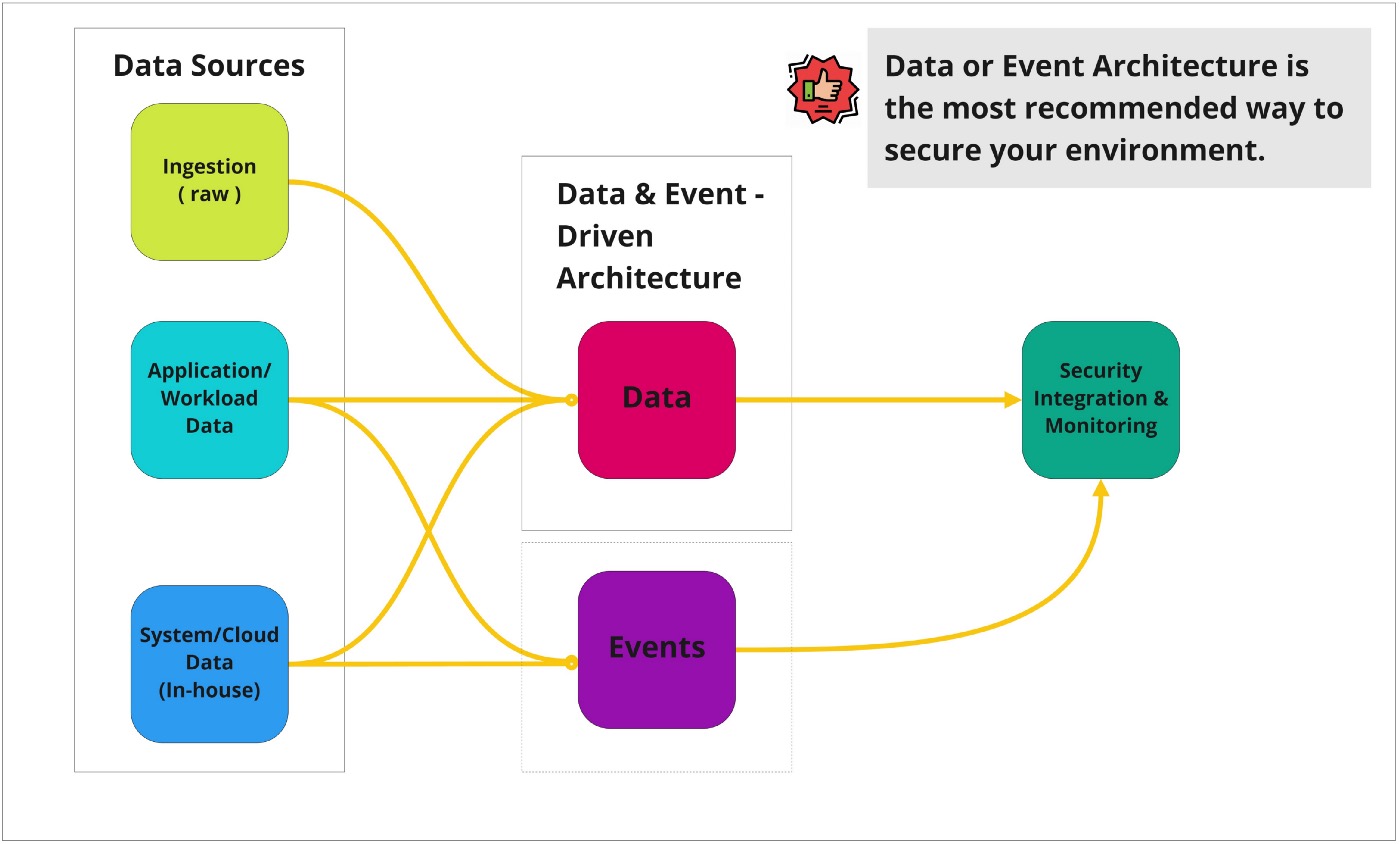 Data Sources
Ingestion
( raw )
Application/
Workload
Data
System/Cloud
Data
(In-house)
Data & Event -
Driven
Architecture
Data
Events
Data or Event Architecture is
the most recommended way to
secure your environment.
Security
Integration &
Monitoring